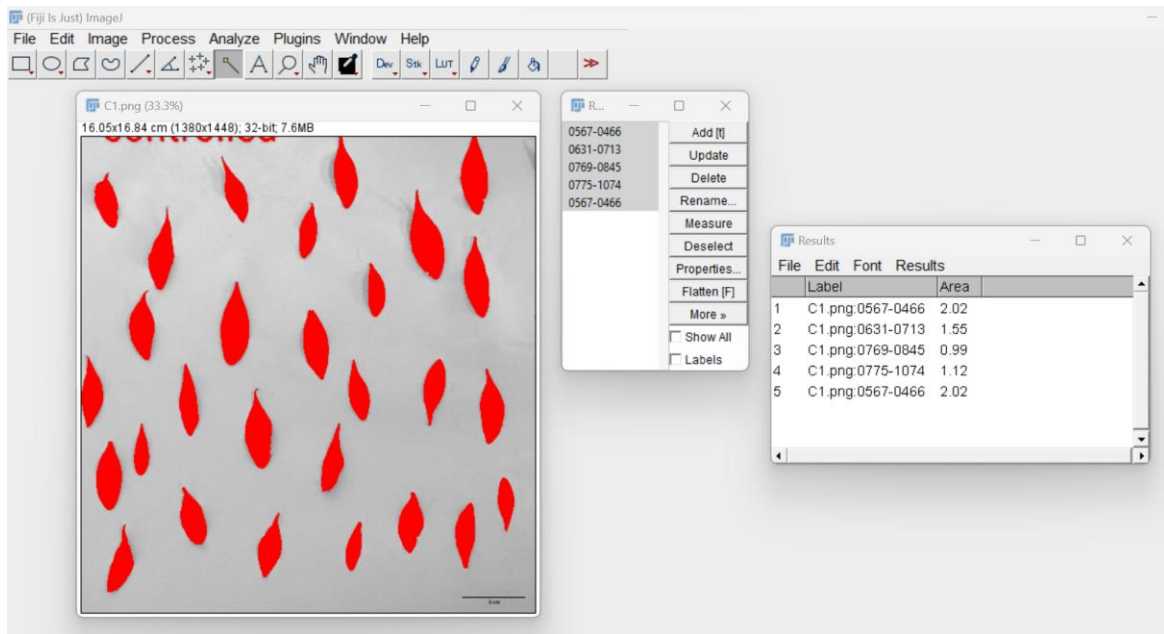 (Fiji Is Just) ImageJ
File Edit Image Process Analyze Plugins Window Help
Dev Stk LUT
C1.png (33.3%)
16.05x16.84 cm (1380x1448); 32-bit; 7.6MB
controlled
R...
0567-0466
0631-0713
0769-0845
0775-1074
0567-0466
Add [t]
Update
Delete
Rename...
Measure
Deselect
Properties...
Flatten [F]
More »
Show All
Labels
Results
File Edit Font Results
Label Area
1 C1.png:0567-0466 2.02
2 C1.png:0631-0713 1.55
3 C1.png:0769-0845 0.99
4 C1.png:0775-1074 1.12
5 C1.png:0567-0466 2.02